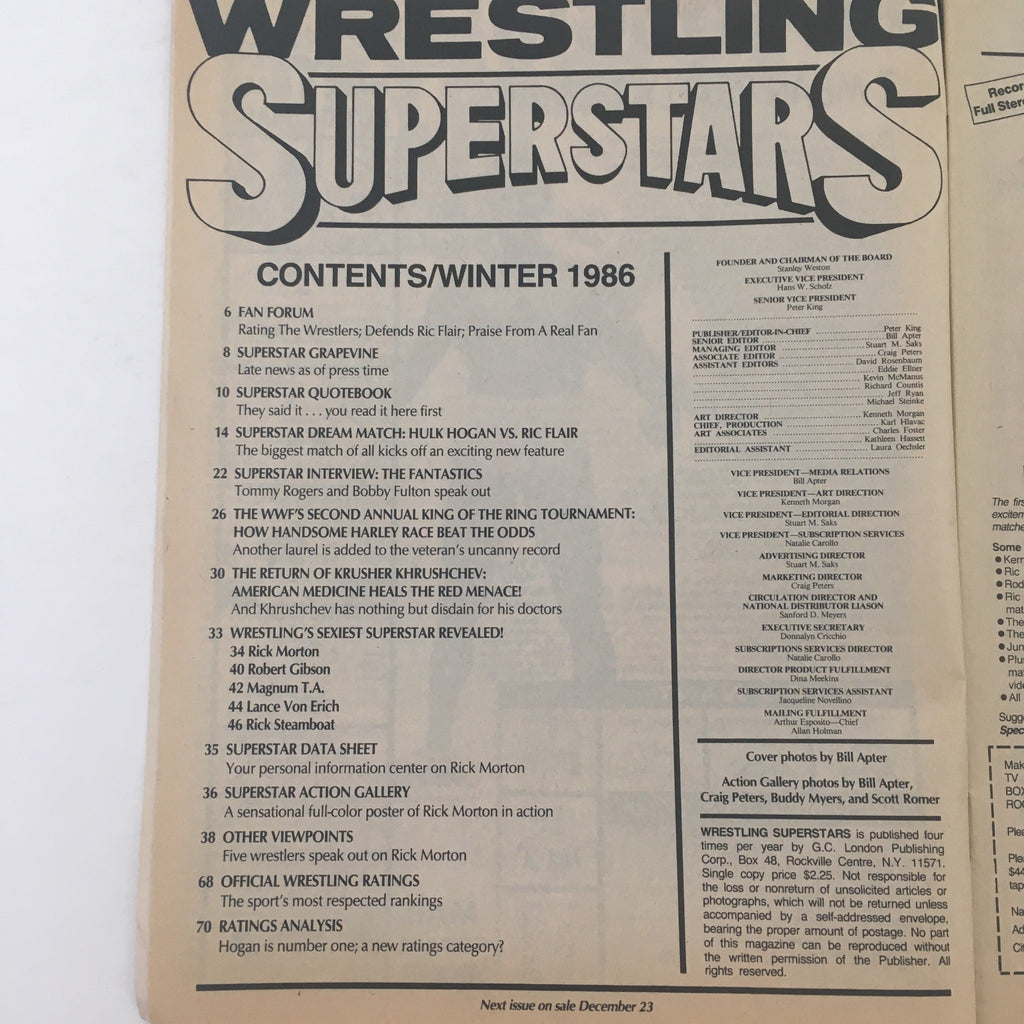 WRESTLING
SUPERSTARS
CONTENTS/WINTER 1986
6 FAN FORUM
Rating The Wrestlers; Defends Ric Flair; Praise From A Real Fan
8 SUPERSTAR GRAPEVINE
Late news as of press time
10 SUPERSTAR QUOTEBOOK
They said it . . . you read it here first
14 SUPERSTAR DREAM MATCH: HULK HOGAN VS. RIC FLAIR
The biggest match of all kicks off an exciting new feature
22 SUPERSTAR INTERVIEW: THE FANTASTICS
Tommy Rogers and Bobby Fulton speak out
26 THE WWF'S SECOND ANNUAL KING OF THE RING TOURNAMENT:
HOW HANDSOME HARLEY RACE BEAT THE ODDS
Another laurel is added to the veteran's uncanny record
30 THE RETURN OF KRUSHER KHRUSHCHEV:
AMERICAN MEDICINE HEALS THE RED MENACE!
And Khrushchev has nothing but disdain for his doctors
33 WRESTLING'S SEXIEST SUPERSTAR REVEALED!
34 Rick Morton
40 Robert Gibson
42 Magnum T.A.
44 Lance Von Erich
46 Rick Steamboat
35 SUPERSTAR DATA SHEET
Your personal information center on Rick Morton
36 SUPERSTAR ACTION GALLERY
A sensational full-color poster of Rick Morton in action
38 OTHER VIEWPOINTS
Five wrestlers speak out on Rick Morton
68 OFFICIAL WRESTLING RATINGS
The sport's most respected rankings
70 RATINGS ANALYSIS
Hogan is number one; a new ratings category?
FOUNDER AND CHAIRMAN OF THE BOARD
Stanley Weston
EXECUTIVE VICE PRESIDENT
Hans W. Scholz
SENIOR VICE PRESIDENT
Peter King
PUBLISHER/EDITOR-IN-CHIEF Peter King
SENIOR EDITOR Bill Apter
MANAGING EDITOR Stuart M. Saks
ASSOCIATE EDITOR Craig Peters
ASSISTANT EDITORS David Rosenbaum
Eddie Ellner
Kevin McManus
Richard Countis
Jeff Ryan
Michael Steinke
ART DIRECTOR Kenneth Morgan
CHIEF, PRODUCTION Karl Hlavac
ART ASSOCIATES Charles Foster
Kathleen Hassett
EDITORIAL ASSISTANT Laura Oechsler
VICE PRESIDENT—MEDIA RELATIONS
Bill Apter
VICE PRESIDENT—ART DIRECTION
Kenneth Morgan
VICE PRESIDENT—EDITORIAL DIRECTION
Stuart M. Saks
VICE PRESIDENT—SUBSCRIPTION SERVICES
Natalie Carollo
ADVERTISING DIRECTOR
Stuart M. Saks
MARKETING DIRECTOR
Craig Peters
CIRCULATION DIRECTOR AND
NATIONAL DISTRIBUTOR LIASON
Sanford D. Meyers
EXECUTIVE SECRETARY
Donnalyn Cricchio
SUBSCRIPTIONS SERVICES DIRECTOR
Natalie Carollo
DIRECTOR PRODUCT FULFILLMENT
Dina Meekins
SUBSCRIPTION SERVICES ASSISTANT
Jacqueline Novellino
MAILING FULFILLMENT
Arthur Esposito—Chief
Allan Holman
Cover photos by Bill Apter
Action Gallery photos by Bill Apter,
Craig Peters, Buddy Myers, and Scott Romer
WRESTLING SUPERSTARS is published four
times per year by G.C. London Publishing
Corp., Box 48, Rockville Centre, N.Y. 11571.
Single copy price $2.25. Not responsible for
the loss or nonreturn of unsolicited articles or
photographs, which will not be returned unless
accompanied by a self-addressed envelope,
bearing the proper amount of postage. No part
of this magazine can be reproduced without
the written permission of the Publisher. All
rights reserved.
Next issue on sale December 23
Full
The
Some
Ric
Ric
The
The
All
TV